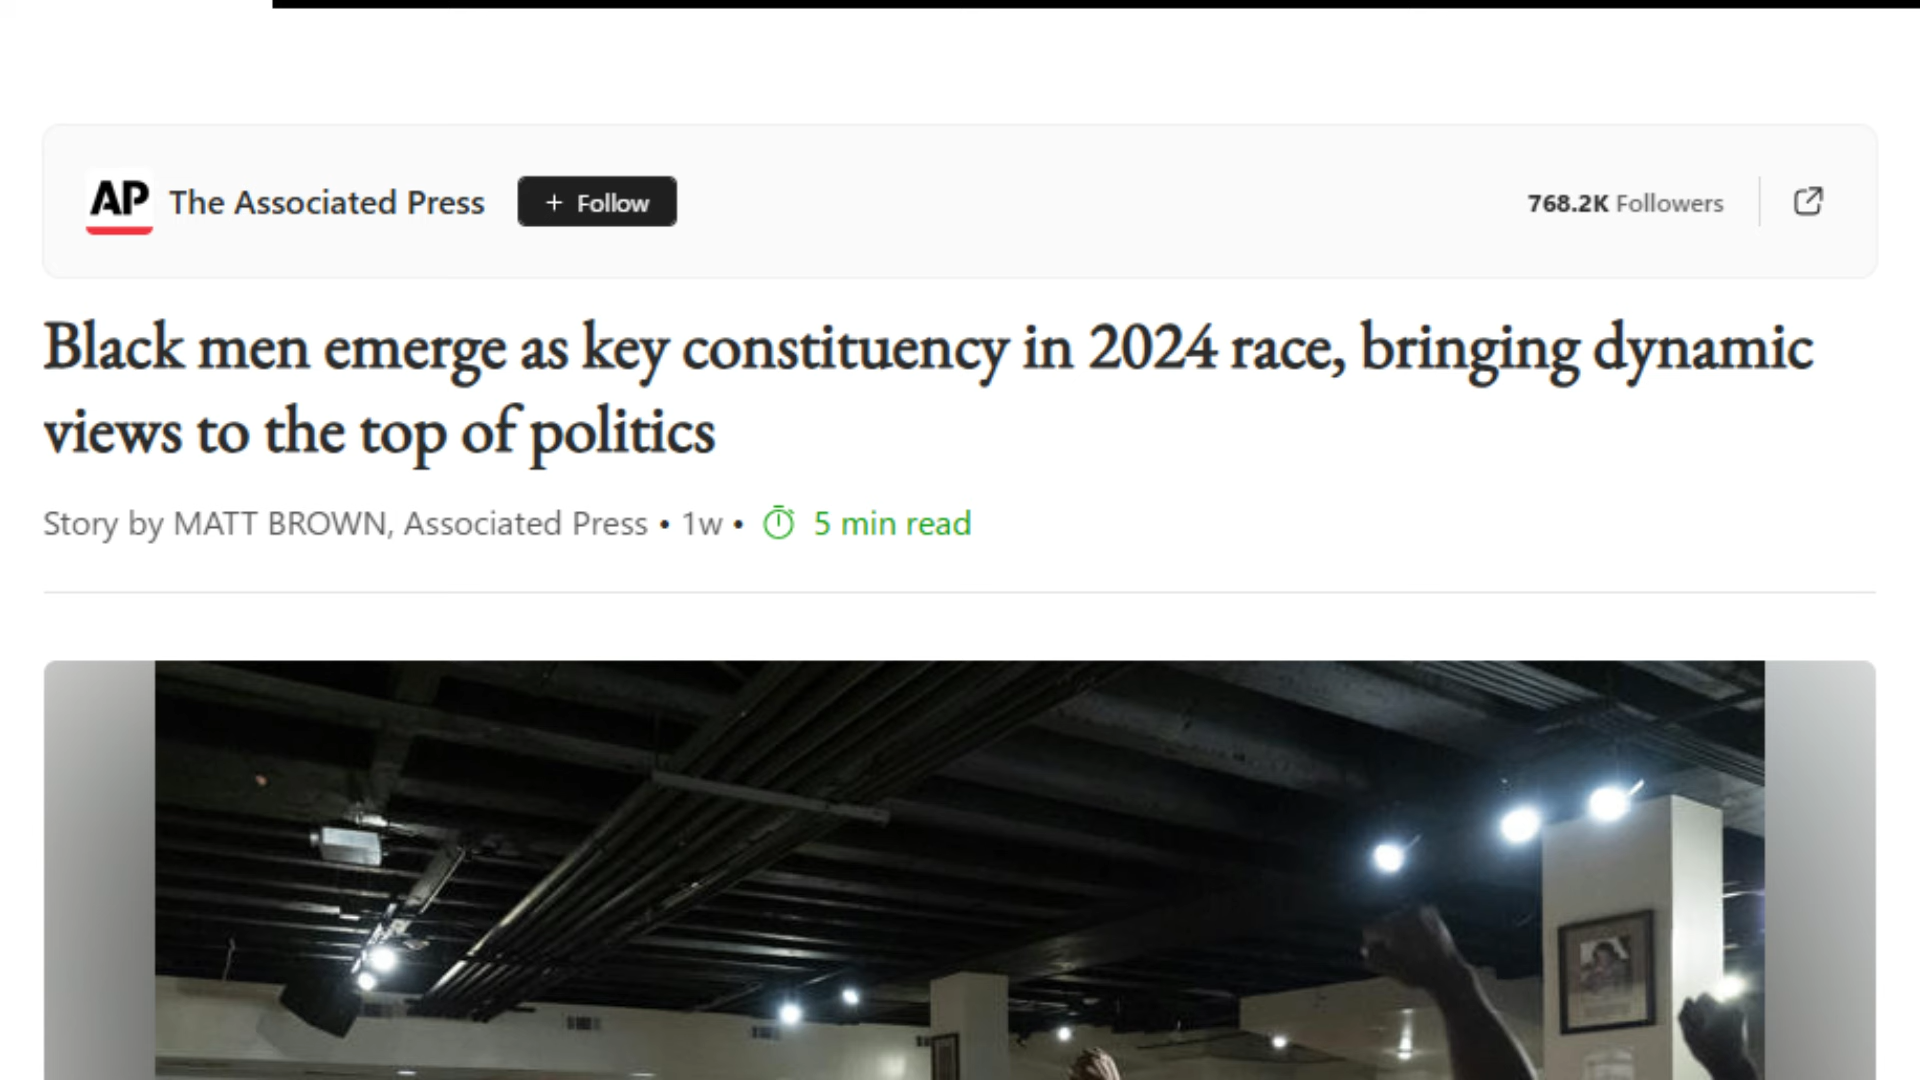 AP The Associated Press + Follow 768.2K Followers
Black men emerge as key constituency in 2024 race, bringing dynamic
views to the top of politics
Story by MATT BROWN, Associated Press • 1w • 5 min read